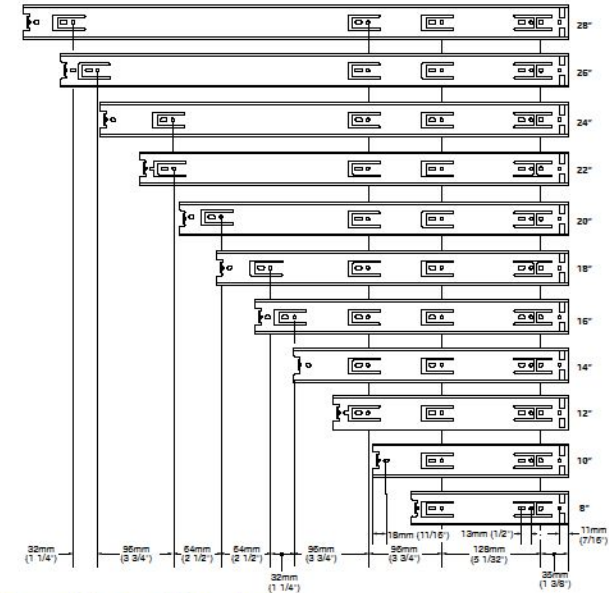 28"
26"
24"
22"
20"
18"
16"
14"
12"
10"
8"
18mm (11/16")
13mm (1/2")
11mm
(7/16")
32mm
(1 1/4")
96mm
(3 3/4")
64mm
(2 1/2")
64mm
(2 1/2")
96mm
(3 3/4")
96mm
(3 3/4")
128mm
(5 1/32")
32mm
(1 1/4")
35mm
(1 3/8")